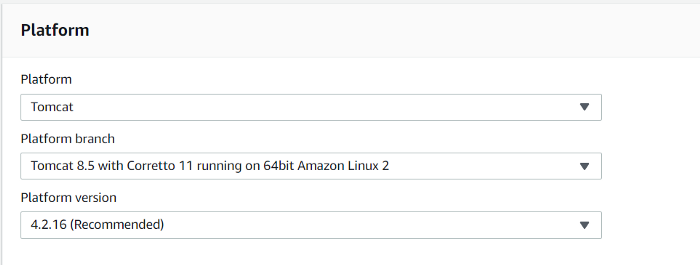 Platform
Platform
Tomcat
Platform branch
Tomcat 8.5 with Corretto 11 running on 64bit Amazon Linux 2
Platform version
4.2.16 (Recommended)